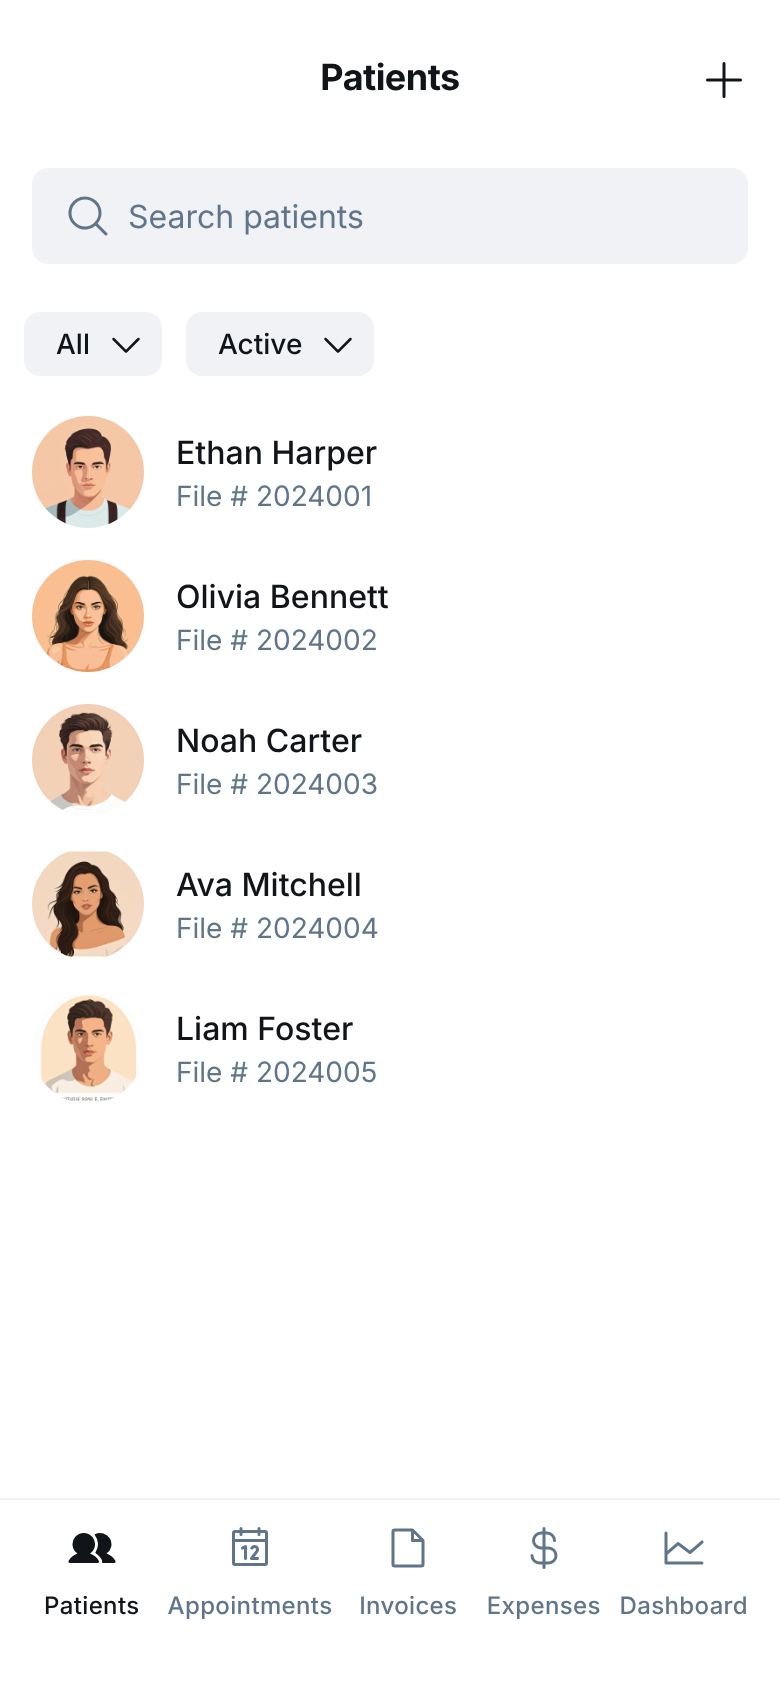 Patients
Search patients
All
Active
Ethan Harper
File # 2024001
Olivia Bennett
File # 2024002
Noah Carter
File # 2024003
Ava Mitchell
File # 2024004
Liam Foster
File # 2024005
12
Patients
Appointments
Invoices
Expenses
Dashboard